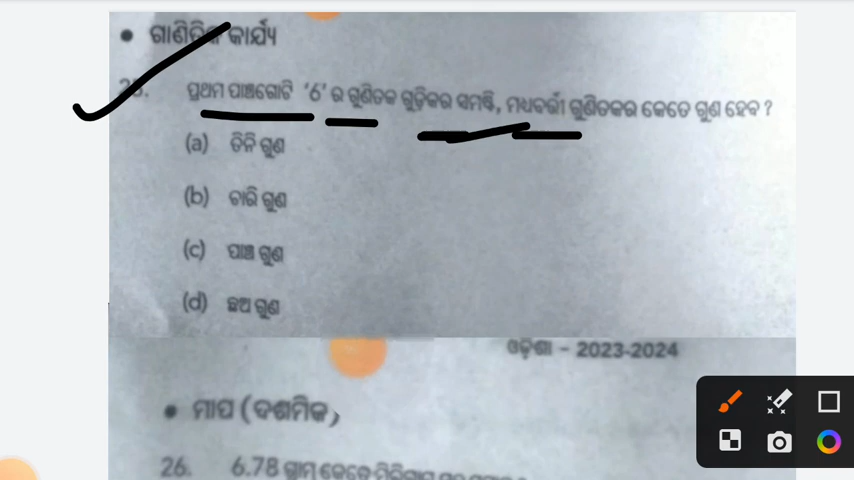 • ଗାଣିତିକ କାର୍ଯ୍ୟ
ପ୍ରଥମ ପାଞ୍ଚଗୋଟି '6' ର ଗୁଣିତକ ଗୁଡ଼ିକର ସମଷ୍ଟି, ମଧ୍ୟବର୍ତ୍ତୀ ଗୁଣିତକର କେତେ ଗୁଣ ହେବ ?
(a) ତିନି ଗୁଣ
(b) ଚାରି ଗୁଣ
(c) ପାଞ୍ଚ ଗୁଣ
(d) ଛଅ ଗୁଣ
ଓଡ଼ିଶା – 2023-2024
• ମାପ (ଦଶମିକ)
26. 6.78 ଗ୍ରାମ୍ କେତେ